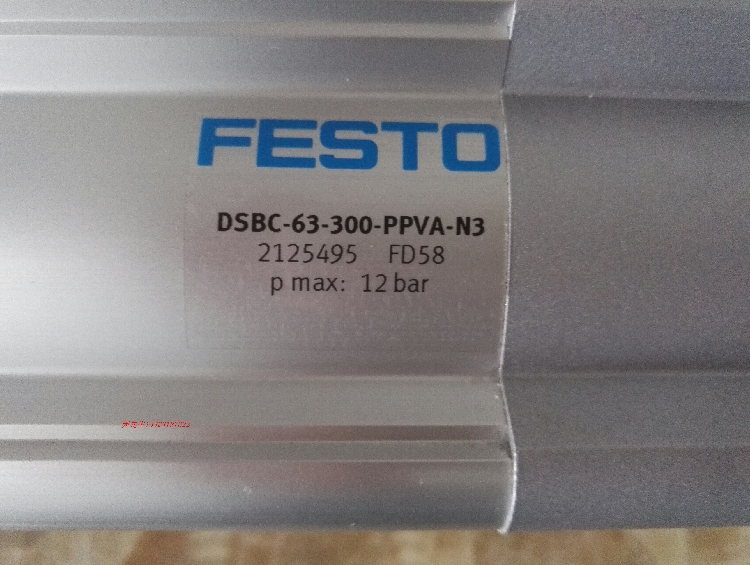 FESTO
DSBC-63-300-PPVA-N3
2125495 FD58
p max: 12 bar